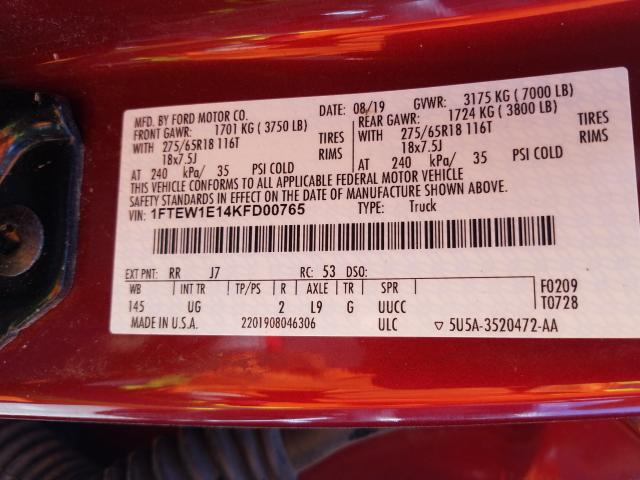 MFD. BY FORD MOTOR CO.
DATE: 08/19 GVWR: 3175 KG ( 7000 LB)
FRONT GAWR: 1701 KG ( 3750 LB) REAR GAWR: 1724 KG ( 3800 LB)
WITH 275/65R18 116T TIRES WITH 275/65R18 116T TIRES
18x7.5J RIMS 18x7.5J RIMS
AT 240 kPa/ 35 PSI COLD AT 240 kPa/ 35 PSI COLD
THIS VEHICLE CONFORMS TO ALL APPLICABLE FEDERAL MOTOR VEHICLE
SAFETY STANDARDS IN EFFECT ON THE DATE OF MANUFACTURE SHOWN ABOVE.
VIN: 1FTEW1E14KFD00765 TYPE: Truck
EXT PNT: RR J7 RC: 53 DSO:
WB INT TR TP/PS R AXLE TR SPR F0209
145 UG 2 L9 G UUCC T0728
MADE IN U.S.A. 2201908046306 ULC ▽ 5U5A-3520472-AA